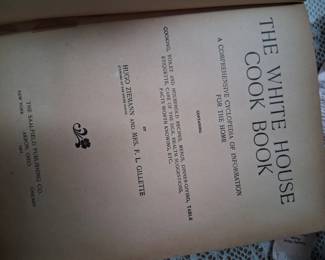 THE WHITE HOUSE
COOK BOOK
A COMPREHENSIVE CYCLOPEDIA OF INFORMATION
FOR THE HOME
CONTAINING
COOKING, TOILET AND HOUSEHOLD RECIPES, MENUS, DINNER-GIVING, TABLE
ETIQUETTE, CARE OF THE SICK, HEALTH SUGGESTIONS,
FACTS WORTH KNOWING, ETC.
BY
HUGO ZIEMANN AND MRS. F. L. GILLETTE
THE SAALFIELD PUBLISHING CO.
NEW YORK AKRON, OHIO CHICAGO